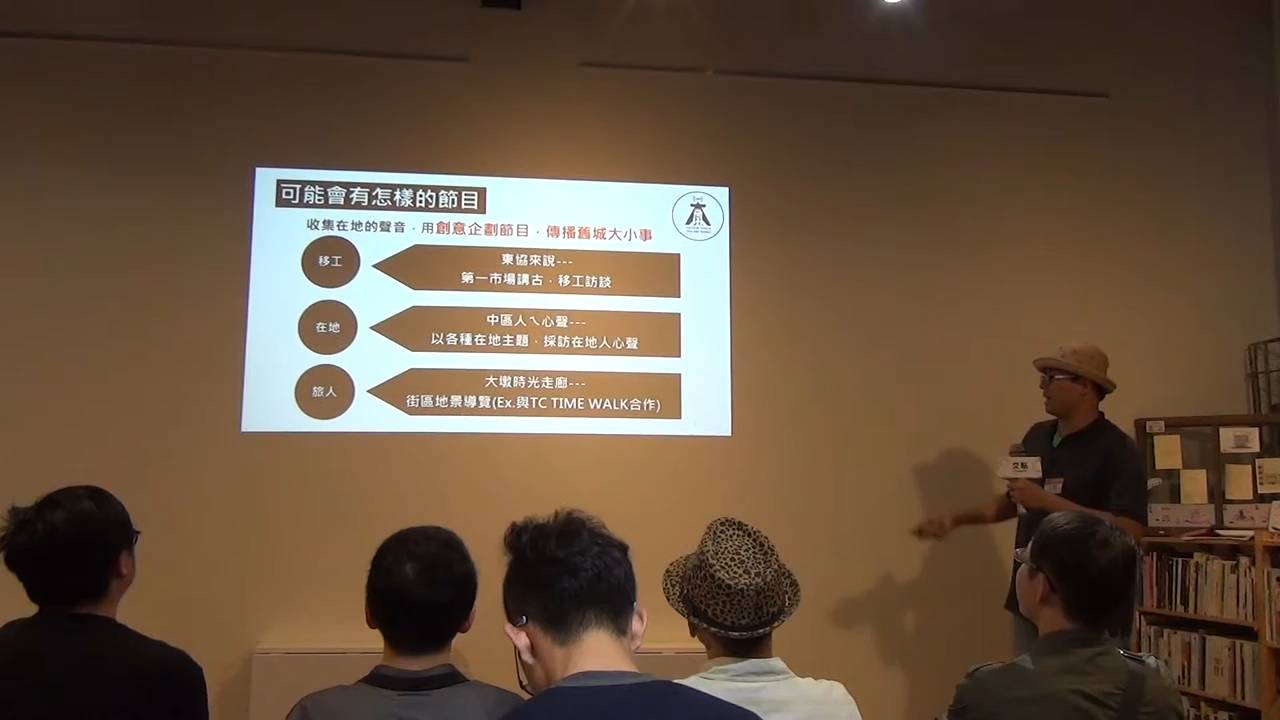 可能會有怎樣的節目
收集在地的聲音，用創意企劃節目，傳播舊城大小事
移工
東協來說---
第一市場講古，移工訪談
在地
中區人ㄟ心聲---
以各種在地主題，採訪在地人心聲
旅人
大墩時光走廊---
街區地景導覽(Ex.與TC TIME WALK合作)
交點